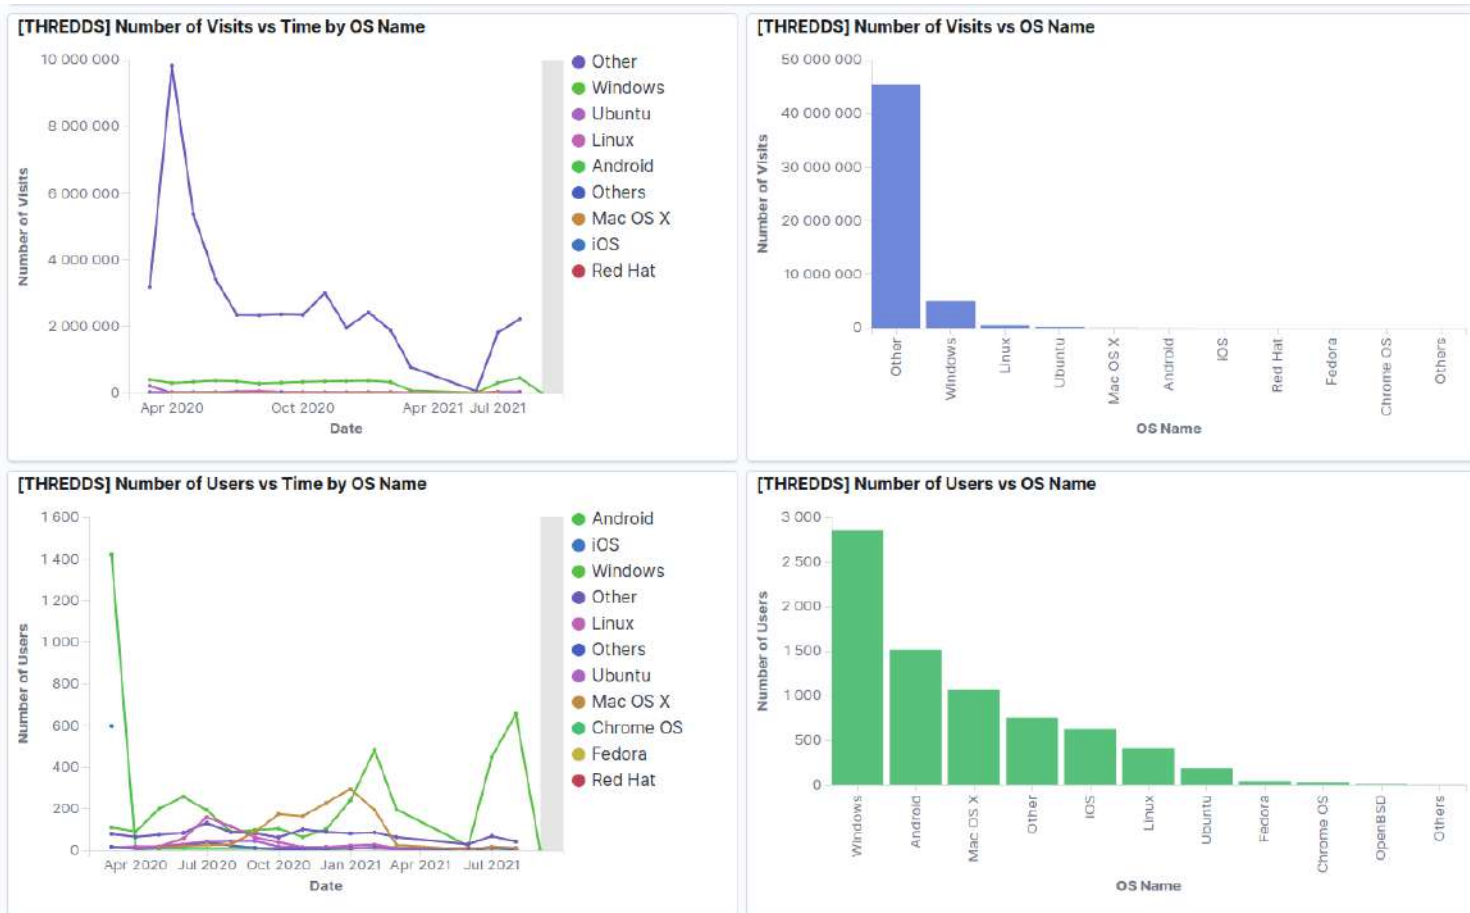 [THREDDS] Number of Visits vs Time by OS Name
10 000 000
8 000 000
6 000 000
4 000 000
2 000 000
0
Number of Visits
Apr 2020
Oct 2020
Apr 2021
Jul 2021
Date
Other
Windows
Ubuntu
Linux
Android
Others
Mac OS X
iOS
Red Hat
[THREDDS] Number of Visits vs OS Name
50 000 000
40 000 000
30 000 000
20 000 000
10 000 000
0
Number of Visits
Other
Windows
Linux
Ubuntu
Mac OS X
Android
iOS
Red Hat
Fedora
Chrome OS
Others
OS Name
[THREDDS] Number of Users vs Time by OS Name
1 600
1 400
1 200
1 000
800
600
400
200
0
Number of Users
Apr 2020
Jul 2020
Oct 2020
Jan 2021
Apr 2021
Jul 2021
Date
Android
iOS
Windows
Other
Linux
Others
Ubuntu
Mac OS X
Chrome OS
Fedora
Red Hat
[THREDDS] Number of Users vs OS Name
3 000
2 500
2 000
1 500
1 000
500
0
Number of Users
Windows
Android
Mac OS X
Other
iOS
Linux
Ubuntu
Fedora
Chrome OS
OpenBSD
Others
OS Name